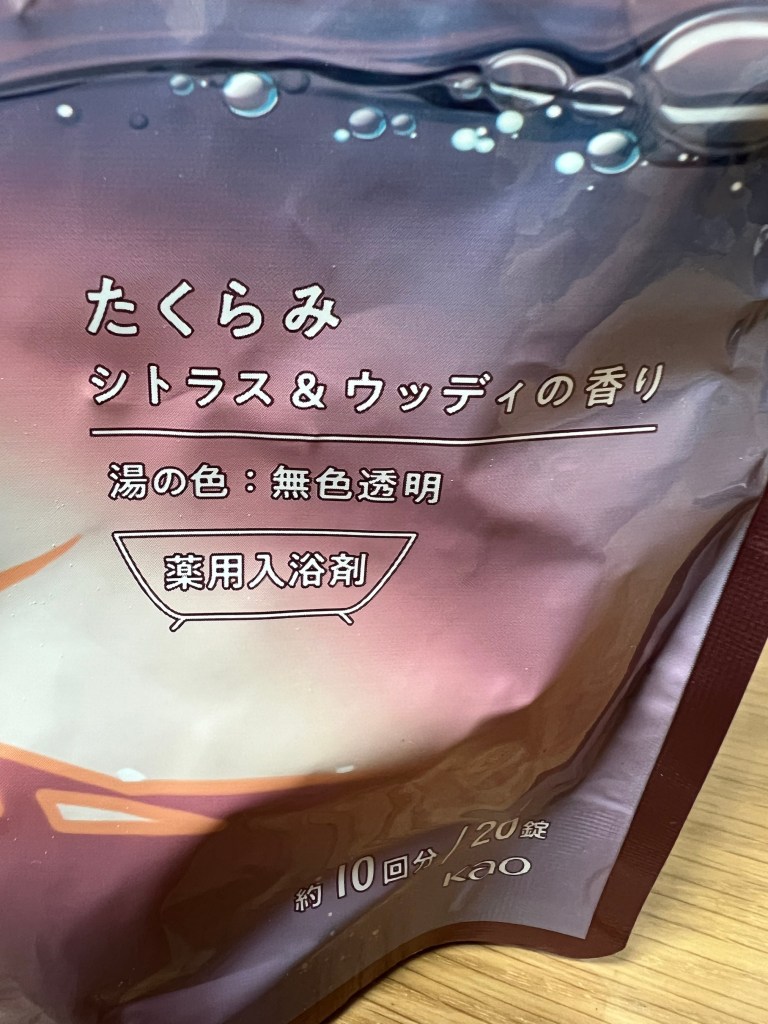 たくらみ
シトラス&ウッディの香り
湯の色：無色透明
薬用入浴剤
約10回分/20錠
Kao